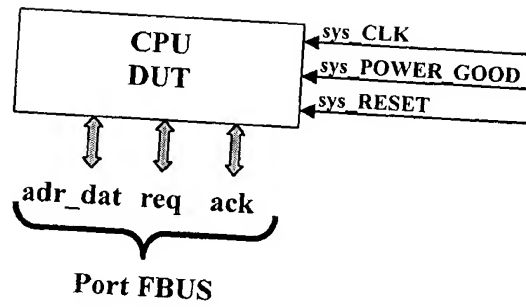 CPU
DUT
sys_CLK
sys_POWER_GOOD
sys_RESET
adr_dat req ack
Port FBUS